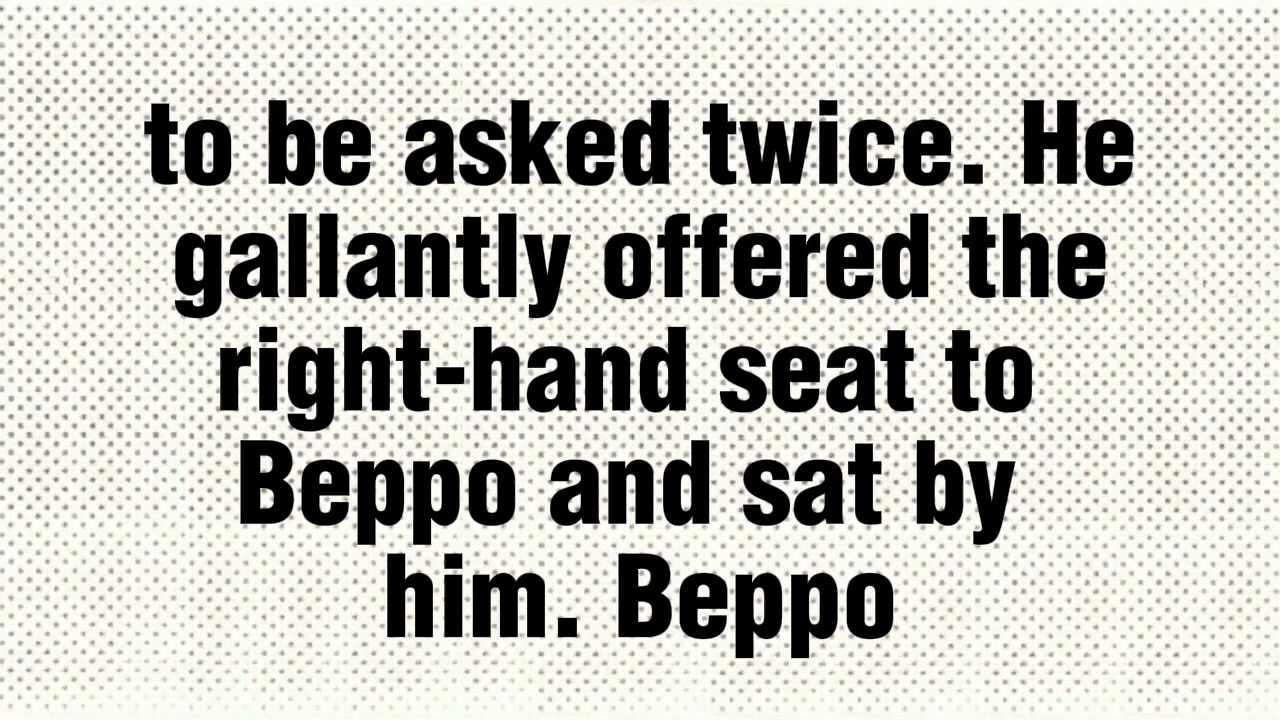 to be asked twice. He
gallantly offered the
right-hand seat to
Beppo and sat by
him. Beppo